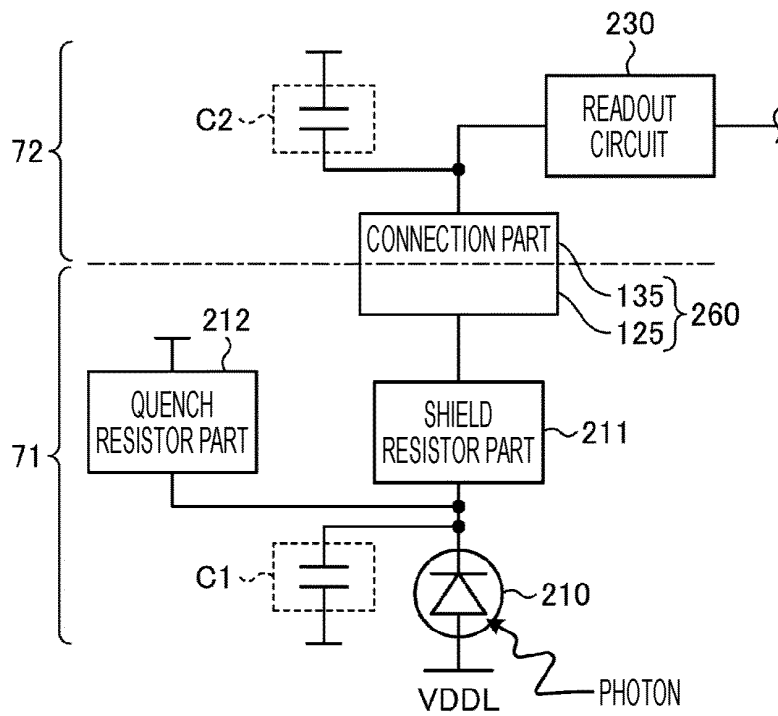 230
C2
READOUT
CIRCUIT
72
CONNECTION PART
135
125
260
212
QUENCH
RESISTOR PART
SHIELD
RESISTOR PART
211
71
C1
210
VDDL
PHOTON